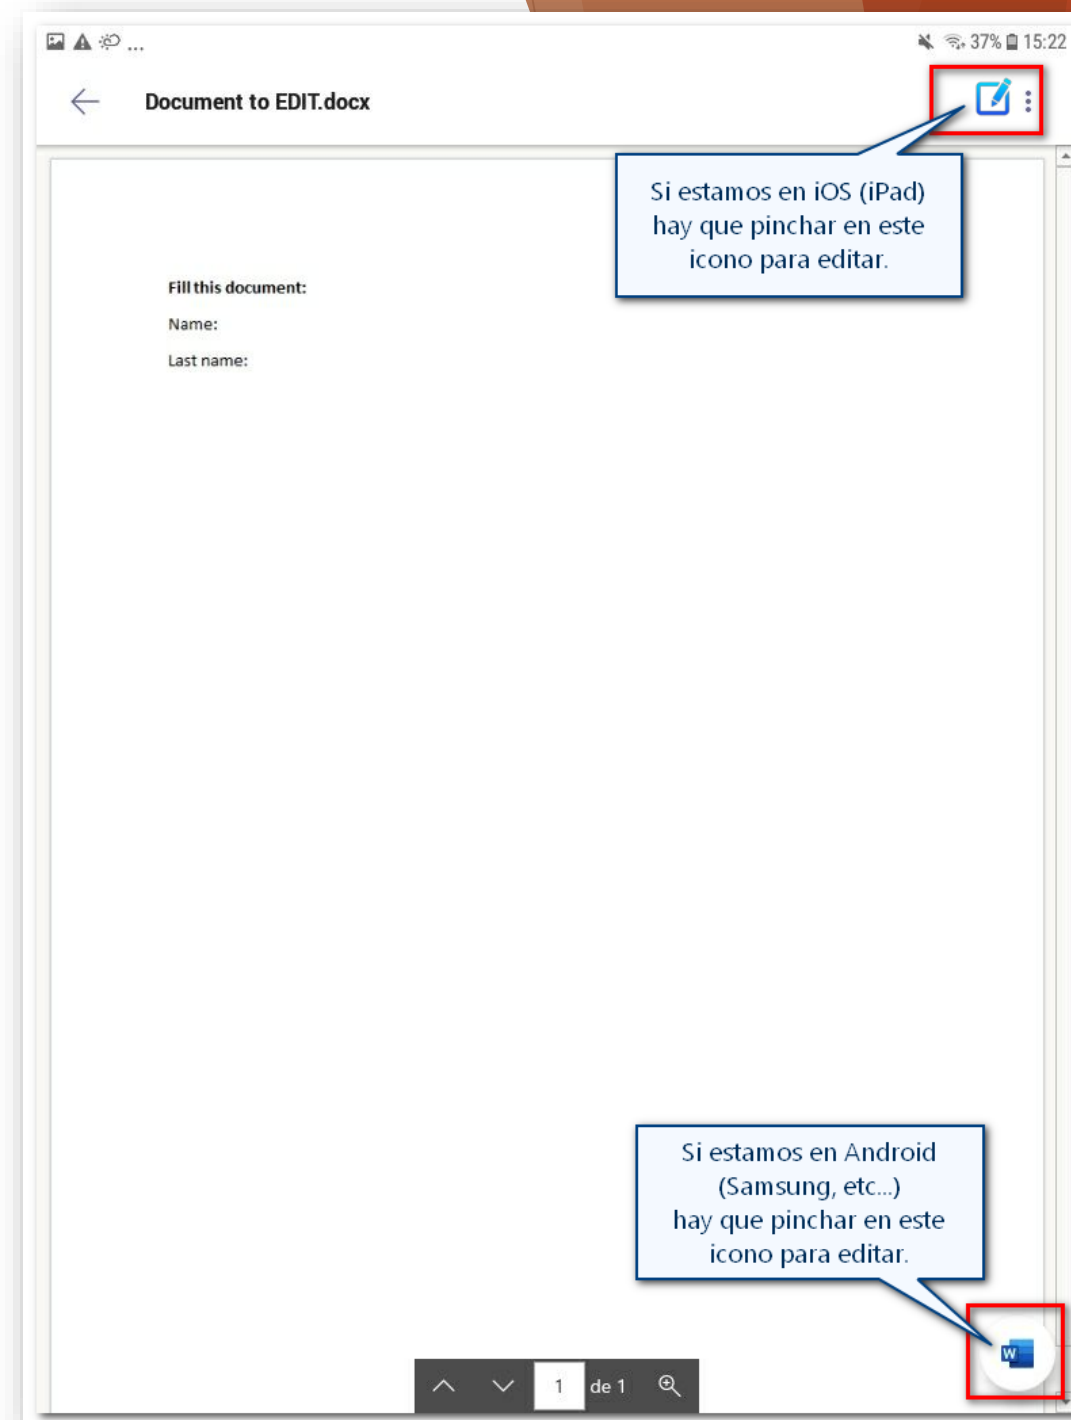 ... 37% 15:22
Document to EDIT.docx
Si estamos en iOS (iPad)
hay que pinchar en este
icono para editar.
Fill this document:
Name:
Last name:
Si estamos en Android
(Samsung, etc...)
hay que pinchar en este
icono para editar.
W
1 de 1